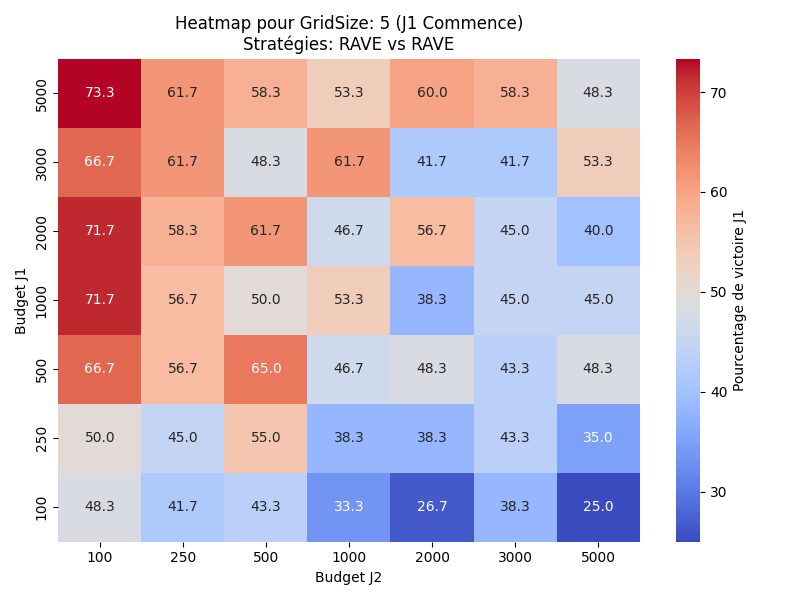 Heatmap pour GridSize: 5 (J1 Commence)
Stratégies: RAVE vs RAVE
Budget J1
5000 73.3 61.7 58.3 53.3 60.0 58.3 48.3
3000 66.7 61.7 48.3 61.7 41.7 41.7 53.3
2000 71.7 58.3 61.7 46.7 56.7 45.0 40.0
1000 71.7 56.7 50.0 53.3 38.3 45.0 45.0
500 66.7 56.7 65.0 46.7 48.3 43.3 48.3
250 50.0 45.0 55.0 38.3 38.3 43.3 35.0
100 48.3 41.7 43.3 33.3 26.7 38.3 25.0
100 250 500 1000 2000 3000 5000
Budget J2
70
60
50
40
30
Pourcentage de victoire J1